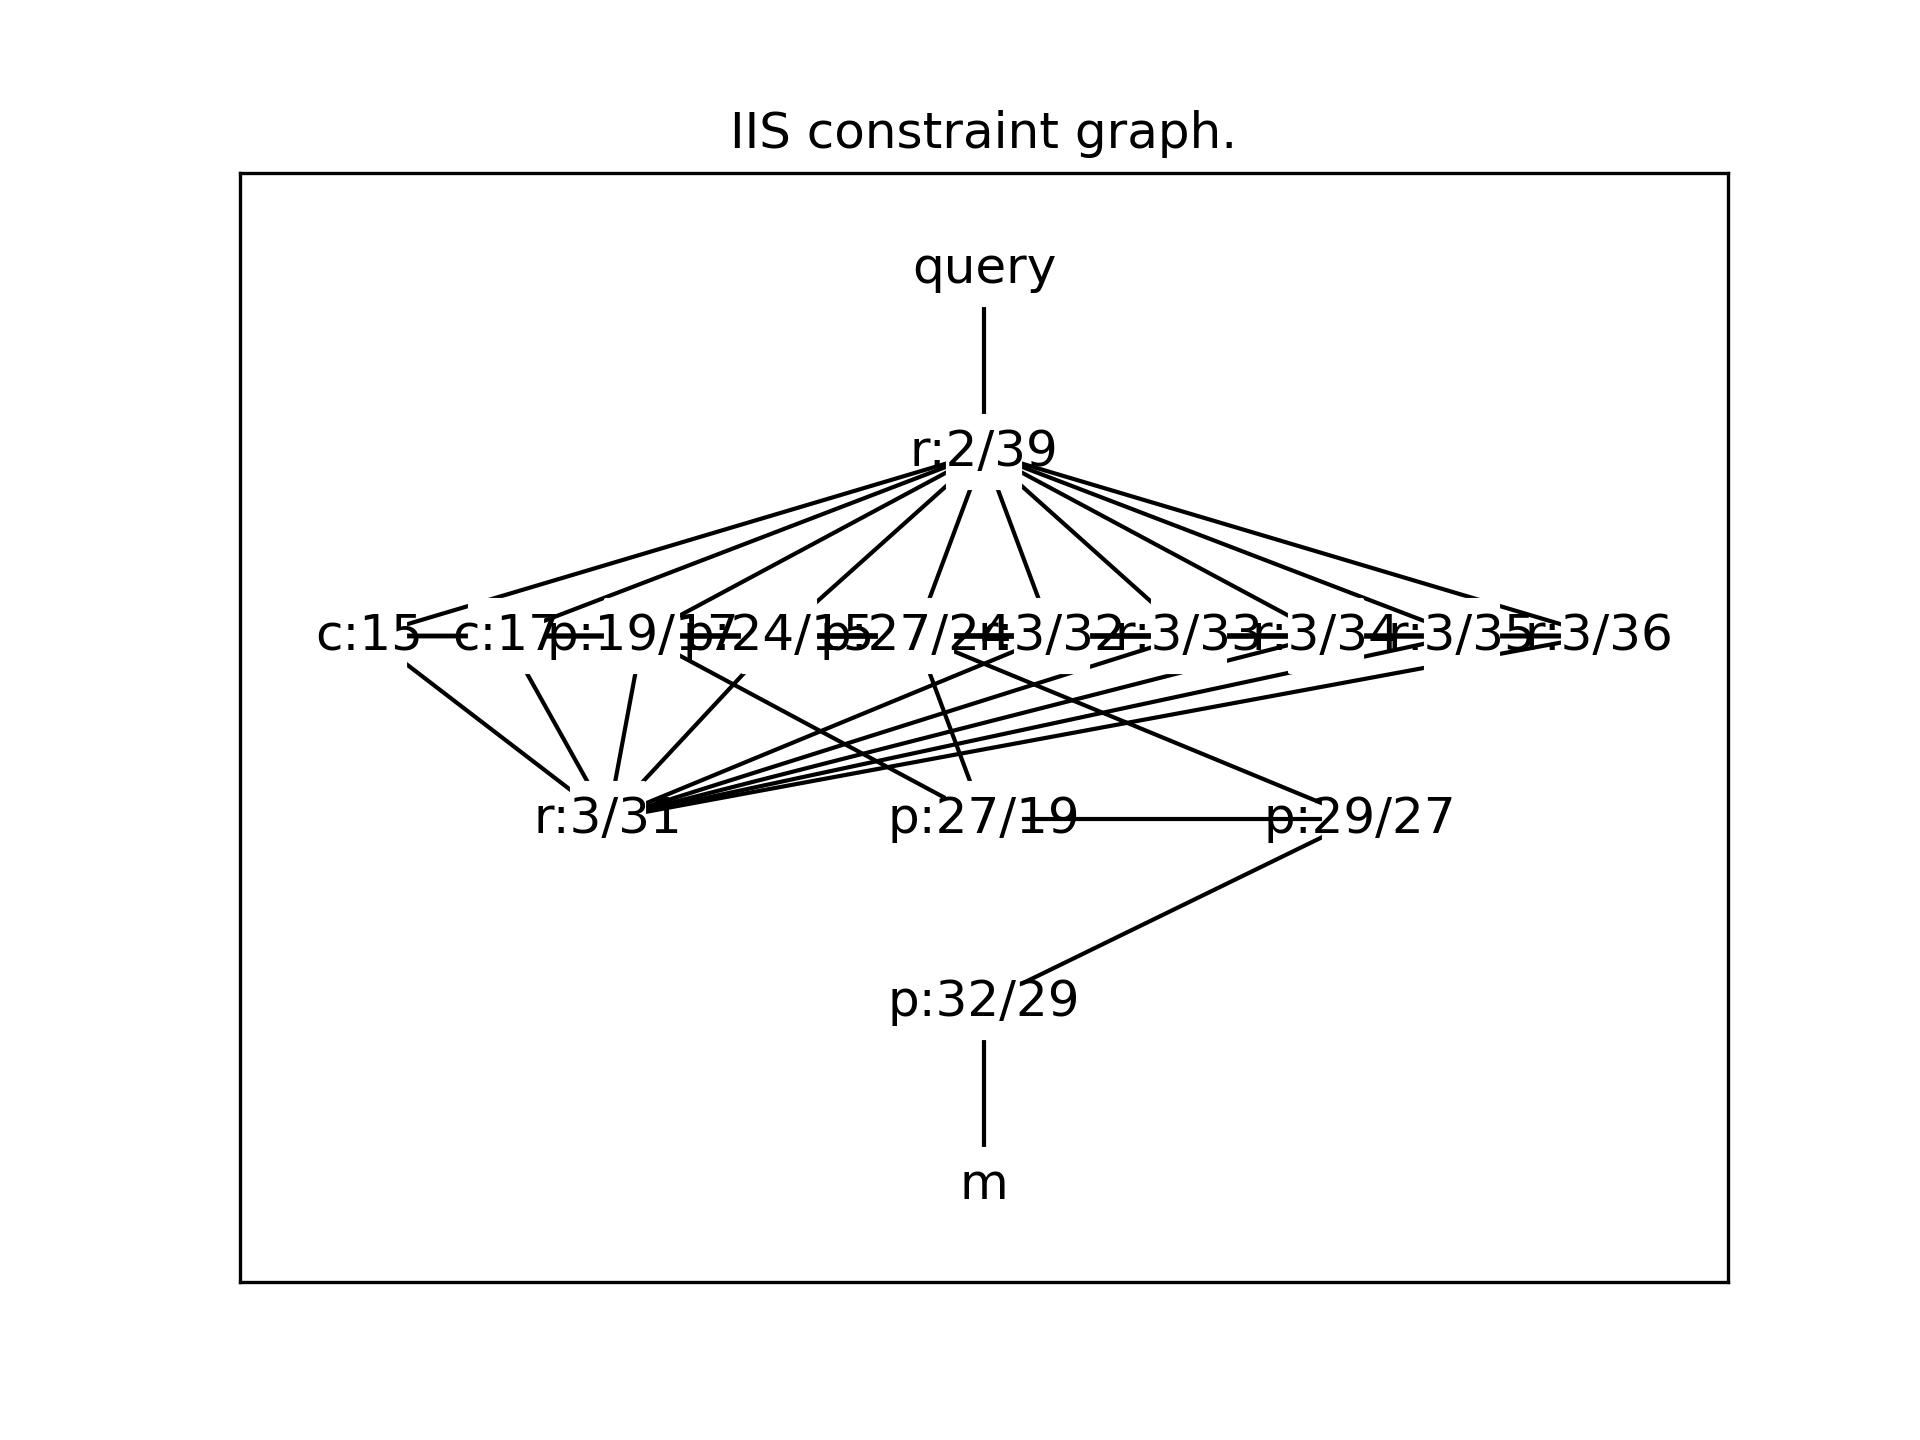 IIS constraint graph.
query
r:2/39
c:15 c:17 p:19/17 p:24/15 p:27/24 r:3/32 r:3/33 r:3/34 r:3/35 r:3/36
r:3/31 p:27/19 p:29/27
p:32/29
m